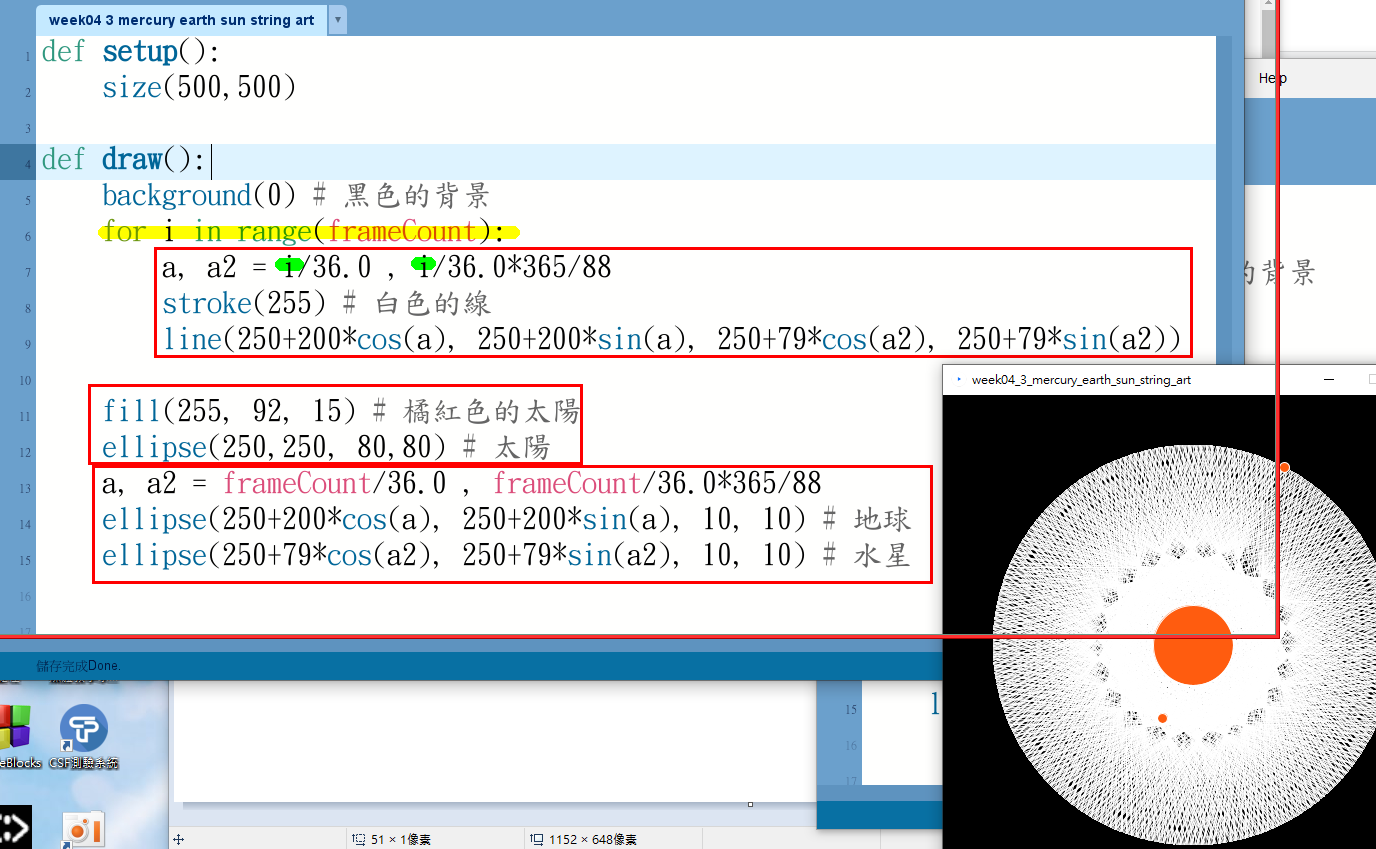 week04 3 mercury earth sun string art
1 def setup():
2 size(500,500)
3
4 def draw():
5 background(0) # 黑色的背景
6 for i in range(frameCount):
7 a, a2 = i/36.0 , i/36.0*365/88
8 stroke(255) # 白色的線
9 line(250+200*cos(a), 250+200*sin(a), 250+79*cos(a2), 250+79*sin(a2))
10
11 fill(255, 92, 15) # 橘紅色的太陽
12 ellipse(250,250, 80,80) # 太陽
13 a, a2 = frameCount/36.0 , frameCount/36.0*365/88
14 ellipse(250+200*cos(a), 250+200*sin(a), 10, 10) # 地球
15 ellipse(250+79*cos(a2), 250+79*sin(a2), 10, 10) # 水星
16
17
儲存完成Done.
Help
的背景
week04_3_mercury_earth_sun_string_art
15 l
16
17
eBlocks
CSF測驗系統
51 × 1像素
1152 × 648像素